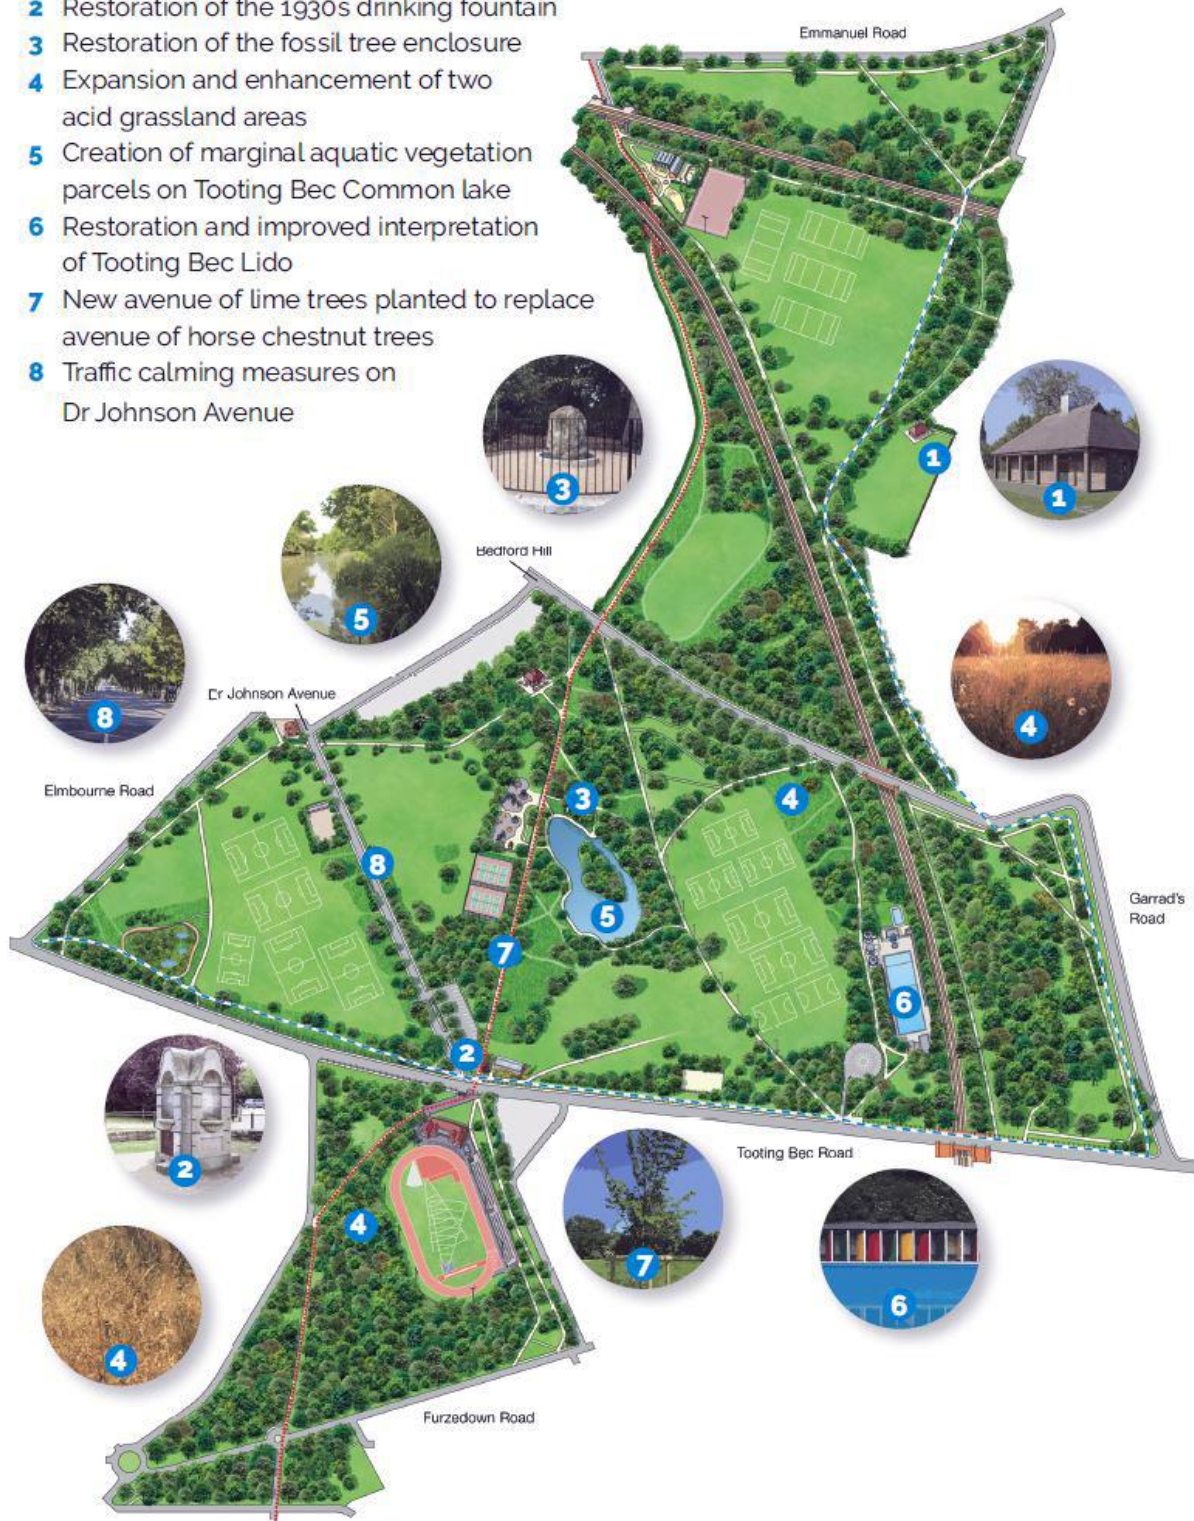 2 Restoration of the 1930s drinking fountain
3 Restoration of the fossil tree enclosure
4 Expansion and enhancement of two
acid grassland areas
5 Creation of marginal aquatic vegetation
parcels on Tooting Bec Common lake
6 Restoration and improved interpretation
of Tooting Bec Lido
7 New avenue of lime trees planted to replace
avenue of horse chestnut trees
8 Traffic calming measures on
Dr Johnson Avenue
Emmanuel Road
1
1
3
Bedford Hill
5
4
8
Dr Johnson Avenue
Elmbourne Road
3
4
8
5
Garrad's
Road
7
6
2
Tooting Bec Road
2
4
7
6
4
Furzedown Road